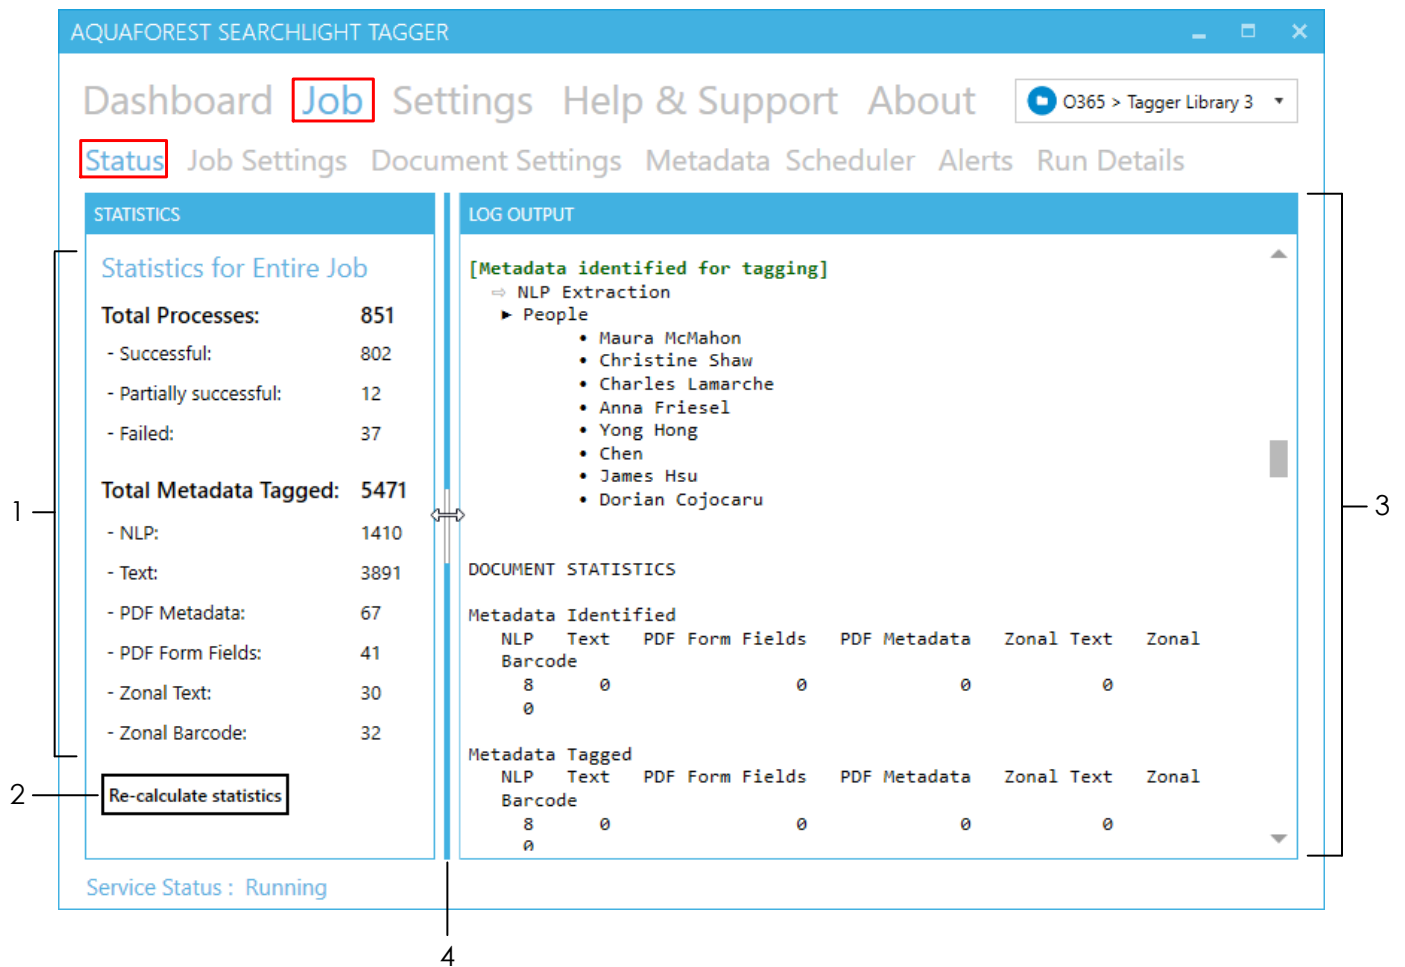 AQUAFOREST SEARCHLIGHT TAGGER
Dashboard Job Settings Help & Support About
O365 > Tagger Library 3
Status Job Settings Document Settings Metadata Scheduler Alerts Run Details
STATISTICS
Statistics for Entire Job
Total Processes: 851
- Successful: 802
- Partially successful: 12
- Failed: 37
Total Metadata Tagged: 5471
- NLP: 1410
- Text: 3891
- PDF Metadata: 67
- PDF Form Fields: 41
- Zonal Text: 30
- Zonal Barcode: 32
Re-calculate statistics
1
2
LOG OUTPUT
[Metadata identified for tagging]
⇨ NLP Extraction
► People
• Maura McMahon
• Christine Shaw
• Charles Lamarche
• Anna Friesel
• Yong Hong
• Chen
• James Hsu
• Dorian Cojocaru
DOCUMENT STATISTICS
Metadata Identified
NLP Text PDF Form Fields PDF Metadata Zonal Text Zonal
Barcode
8 0 0 0 0
0
Metadata Tagged
NLP Text PDF Form Fields PDF Metadata Zonal Text Zonal
Barcode
8 0 0 0 0
0
3
Service Status : Running
4